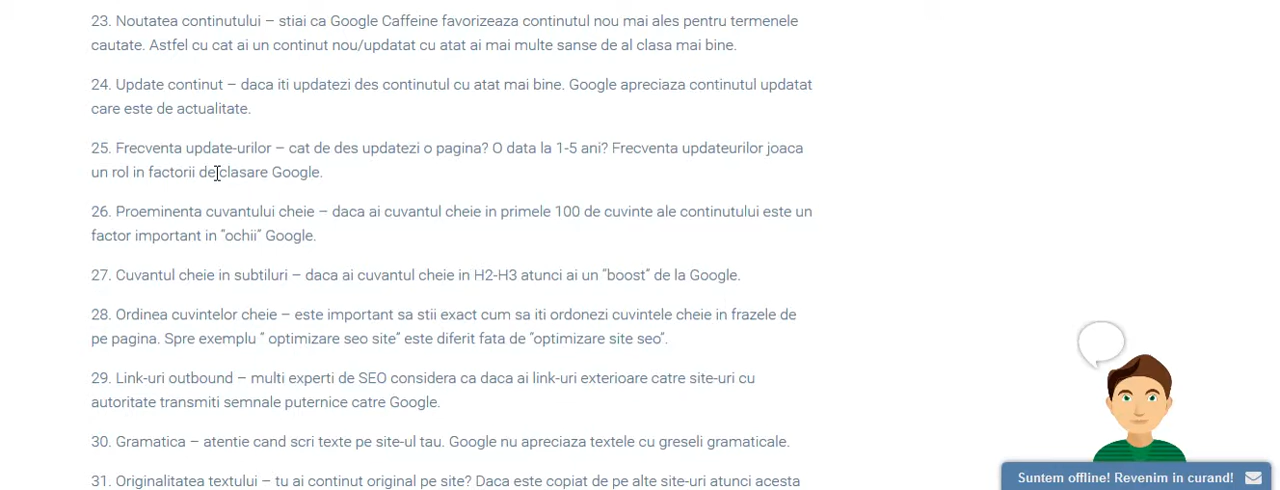 23. Noutatea continutului – stiai ca Google Caffeine favorizeaza continutul nou mai ales pentru termenele
cautate. Astfel cu cat ai un continut nou/updatat cu atat ai mai multe sanse de al clasa mai bine.
24. Update continut – daca iti updatezi des continutul cu atat mai bine. Google apreciaza continutul updatat
care este de actualitate.
25. Frecventa update-urilor – cat de des updatezi o pagina? O data la 1-5 ani? Frecventa updateurilor joaca
un rol in factorii de clasare Google.
26. Proeminenta cuvantului cheie – daca ai cuvantul cheie in primele 100 de cuvinte ale continutului este un
factor important in “ochii” Google.
27. Cuvantul cheie in subtiluri – daca ai cuvantul cheie in H2-H3 atunci ai un “boost” de la Google.
28. Ordinea cuvintelor cheie – este important sa stii exact cum sa iti ordonezi cuvintele cheie in frazele de
pe pagina. Spre exemplu ” optimizare seo site” este diferit fata de “optimizare site seo”.
29. Link-uri outbound – multi experti de SEO considera ca daca ai link-uri exterioare catre site-uri cu
autoritate transmiti semnale puternice catre Google.
30. Gramatica – atentie cand scri texte pe site-ul tau. Google nu apreciaza textele cu greseli gramaticale.
31. Originalitatea textului – tu ai continut original pe site? Daca este copiat de pe alte site-uri atunci acesta
Suntem offline! Revenim in curand!